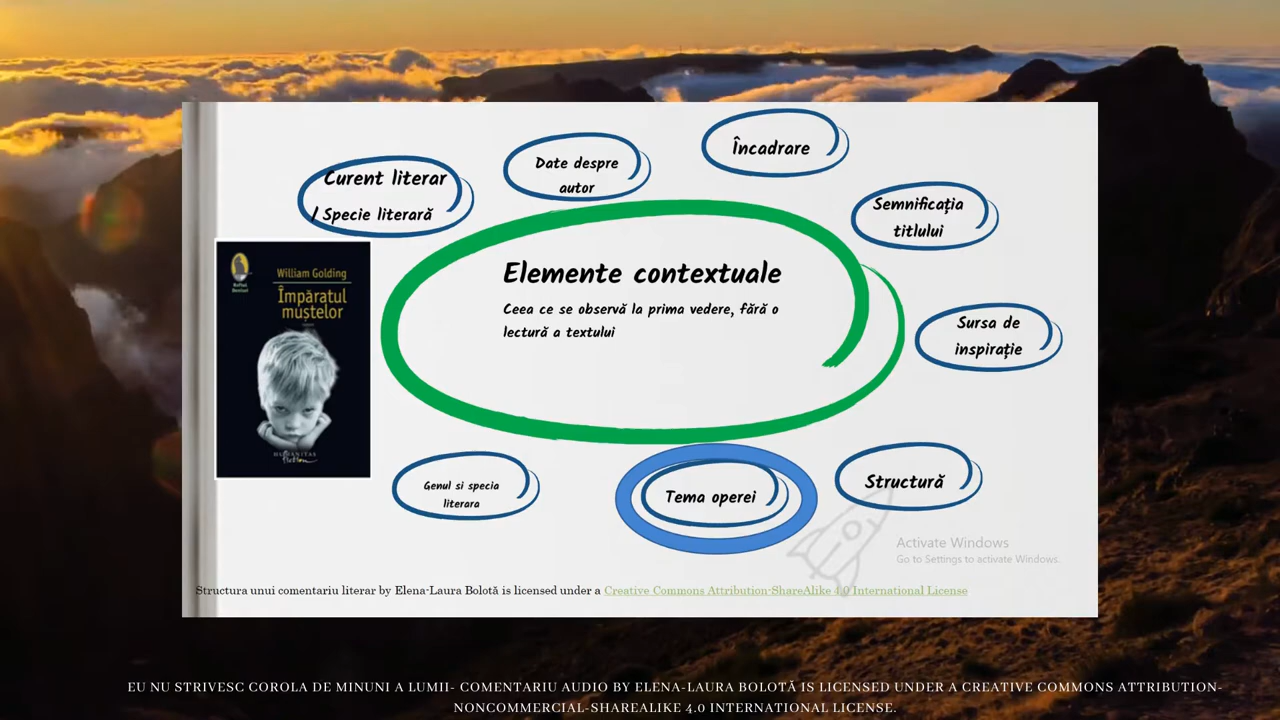 Încadrare
Date despre
autor
Curent literar
/ Specie literară
Semnificația
titlului
Elemente contextuale
Ceea ce se observă la prima vedere, fără o
lectură a textului
William Golding
Împăratul
muștelor
Sursa de
inspirație
HUMANITAS
fiction
Genul si specia
literara
Tema operei
Structură
Activate Windows
Go to Settings to activate Windows.
Structura unui comentariu literar by Elena-Laura Bolotă is licensed under a Creative Commons Attribution-ShareAlike 4.0 International License
EU NU STRIVESC COROLA DE MINUNI A LUMII- COMENTARIU AUDIO BY ELENA-LAURA BOLOTĂ IS LICENSED UNDER A CREATIVE COMMONS ATTRIBUTION-
NONCOMMERCIAL-SHAREALIKE 4.0 INTERNATIONAL LICENSE.